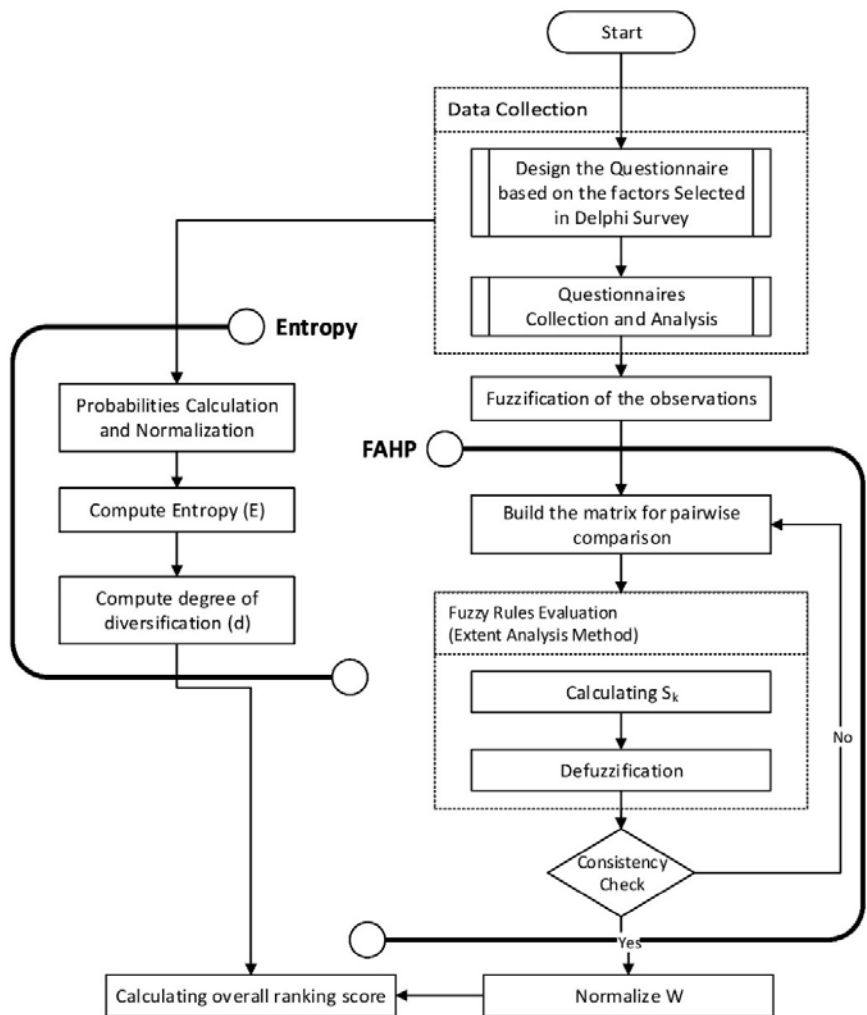 Start
Data Collection
Design the Questionnaire
based on the factors Selected
in Delphi Survey
Questionnaires
Collection and Analysis
Entropy
Probabilities Calculation
and Normalization
Compute Entropy (E)
Compute degree of
diversification (d)
Fuzzification of the observations
FAHP
Build the matrix for pairwise
comparison
Fuzzy Rules Evaluation
(Extent Analysis Method)
Calculating Sₖ
Defuzzification
No
Consistency
Check
Yes
Normalize W
Calculating overall ranking score